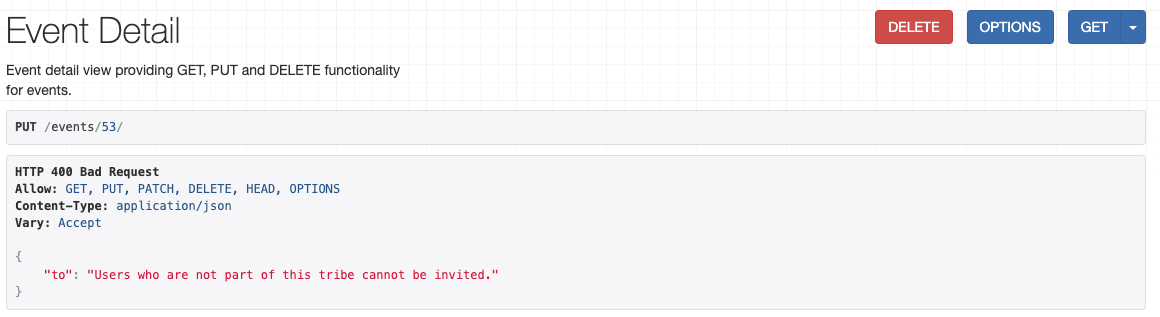 Event Detail
DELETE
OPTIONS
GET
Event detail view providing GET, PUT and DELETE functionality
for events.
PUT /events/53/
HTTP 400 Bad Request
Allow: GET, PUT, PATCH, DELETE, HEAD, OPTIONS
Content-Type: application/json
Vary: Accept
{
    "to": "Users who are not part of this tribe cannot be invited."
}